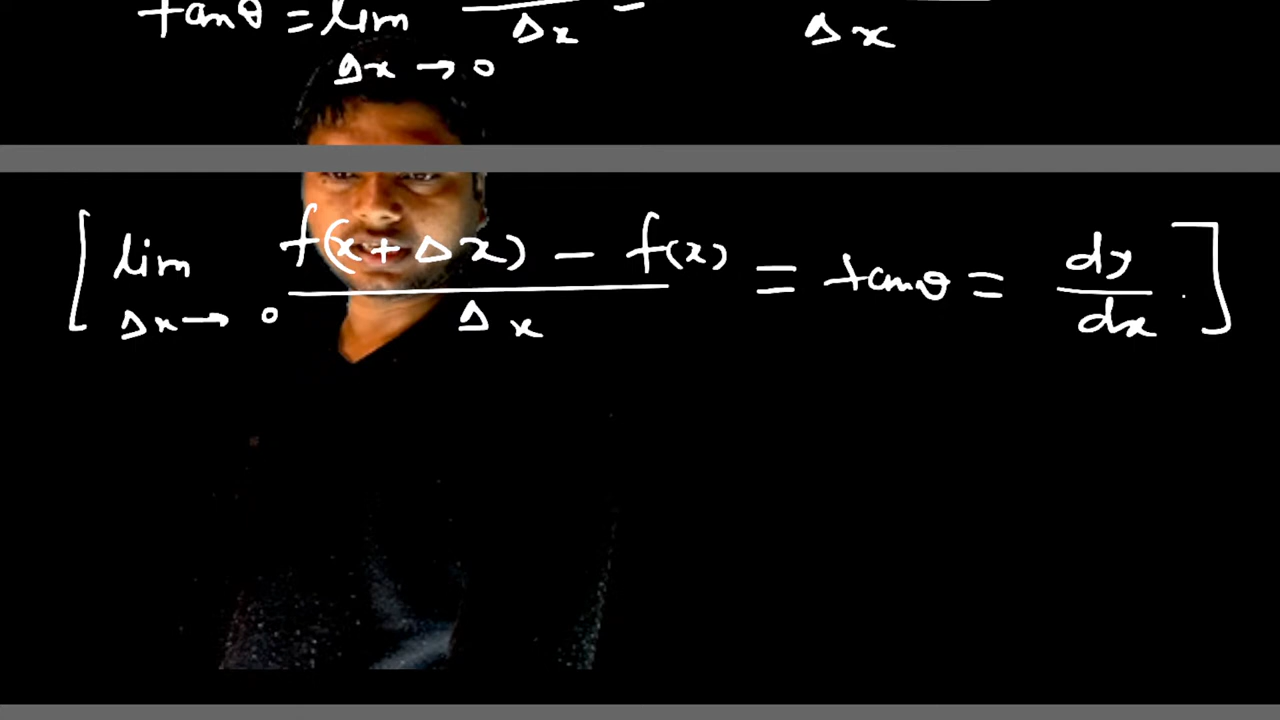 tanθ = lim
Δx → 0
Δx
=
Δx
[ lim Δx → 0 f(x + Δx) - f(x) / Δx = tanθ = dy / dx ]